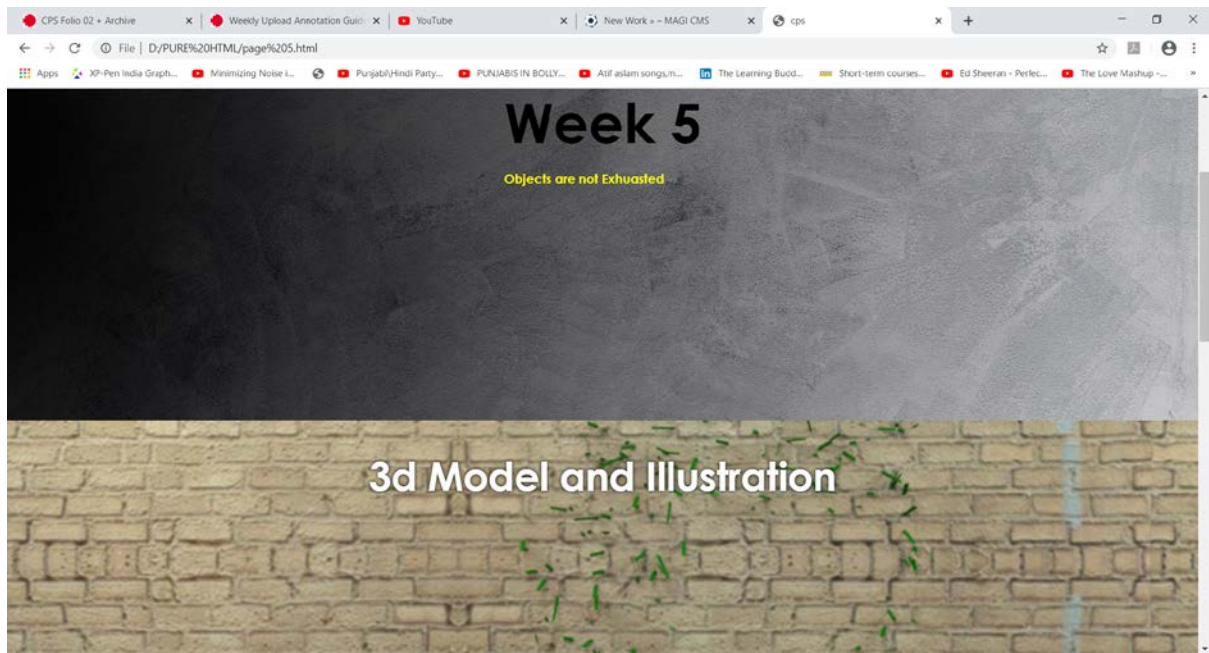 CPS Folio 02 + Archive
Weekly Upload Annotation Guid
YouTube
New Work » – MAGI CMS
cps
File | D:/PURE%20HTML/page%205.html
Apps
XP-Pen India Graph...
Minimizing Noise i...
Punjabi\Hindi Party...
PUNJABIS IN BOLLY...
Atif aslam songs,m...
The Learning Budd...
Short-term courses...
Ed Sheeran - Perfec...
The Love Mashup -...
Week 5
Objects are not Exhuasted
3d Model and Illustration